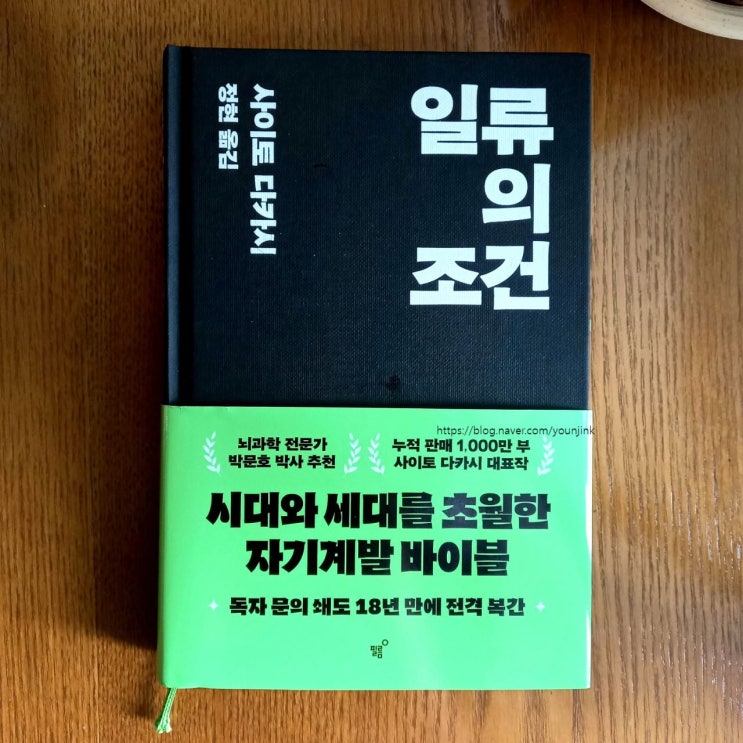 일류
의
조건
사이토 다카시
정현 옮김
https://blog.naver.com/younjink
뇌과학 전문가
박문호 박사 추천
누적 판매 1,000만 부
사이토 다카시 대표작
시대와 세대를 초월한
자기계발 바이블
독자 문의 쇄도 18년 만에 전격 복간
필름